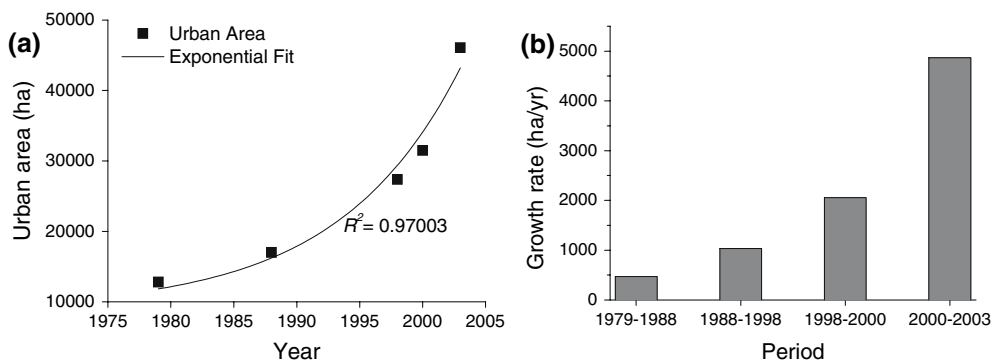 (a)
Urban Area
Exponential Fit
50000
40000
30000
20000
10000
Urban area (ha)
R² = 0.97003
1975 1980 1985 1990 1995 2000 2005
Year
(b)
5000
4000
3000
2000
1000
0
Growth rate (ha/yr)
1979-1988 1988-1998 1998-2000 2000-2003
Period